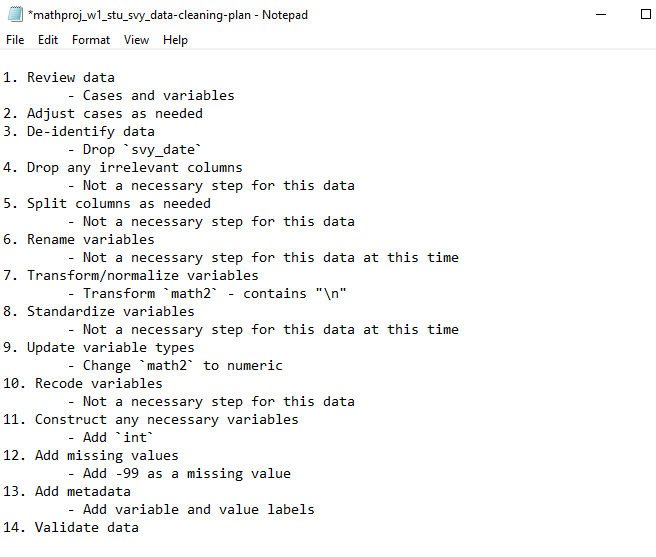 *mathproj_w1_stu_svy_data-cleaning-plan - Notepad
File Edit Format View Help
1. Review data
- Cases and variables
2. Adjust cases as needed
3. De-identify data
- Drop `svy_date`
4. Drop any irrelevant columns
- Not a necessary step for this data
5. Split columns as needed
- Not a necessary step for this data
6. Rename variables
- Not a necessary step for this data at this time
7. Transform/normalize variables
- Transform `math2` - contains "\n"
8. Standardize variables
- Not a necessary step for this data at this time
9. Update variable types
- Change `math2` to numeric
10. Recode variables
- Not a necessary step for this data
11. Construct any necessary variables
- Add `int`
12. Add missing values
- Add -99 as a missing value
13. Add metadata
- Add variable and value labels
14. Validate data